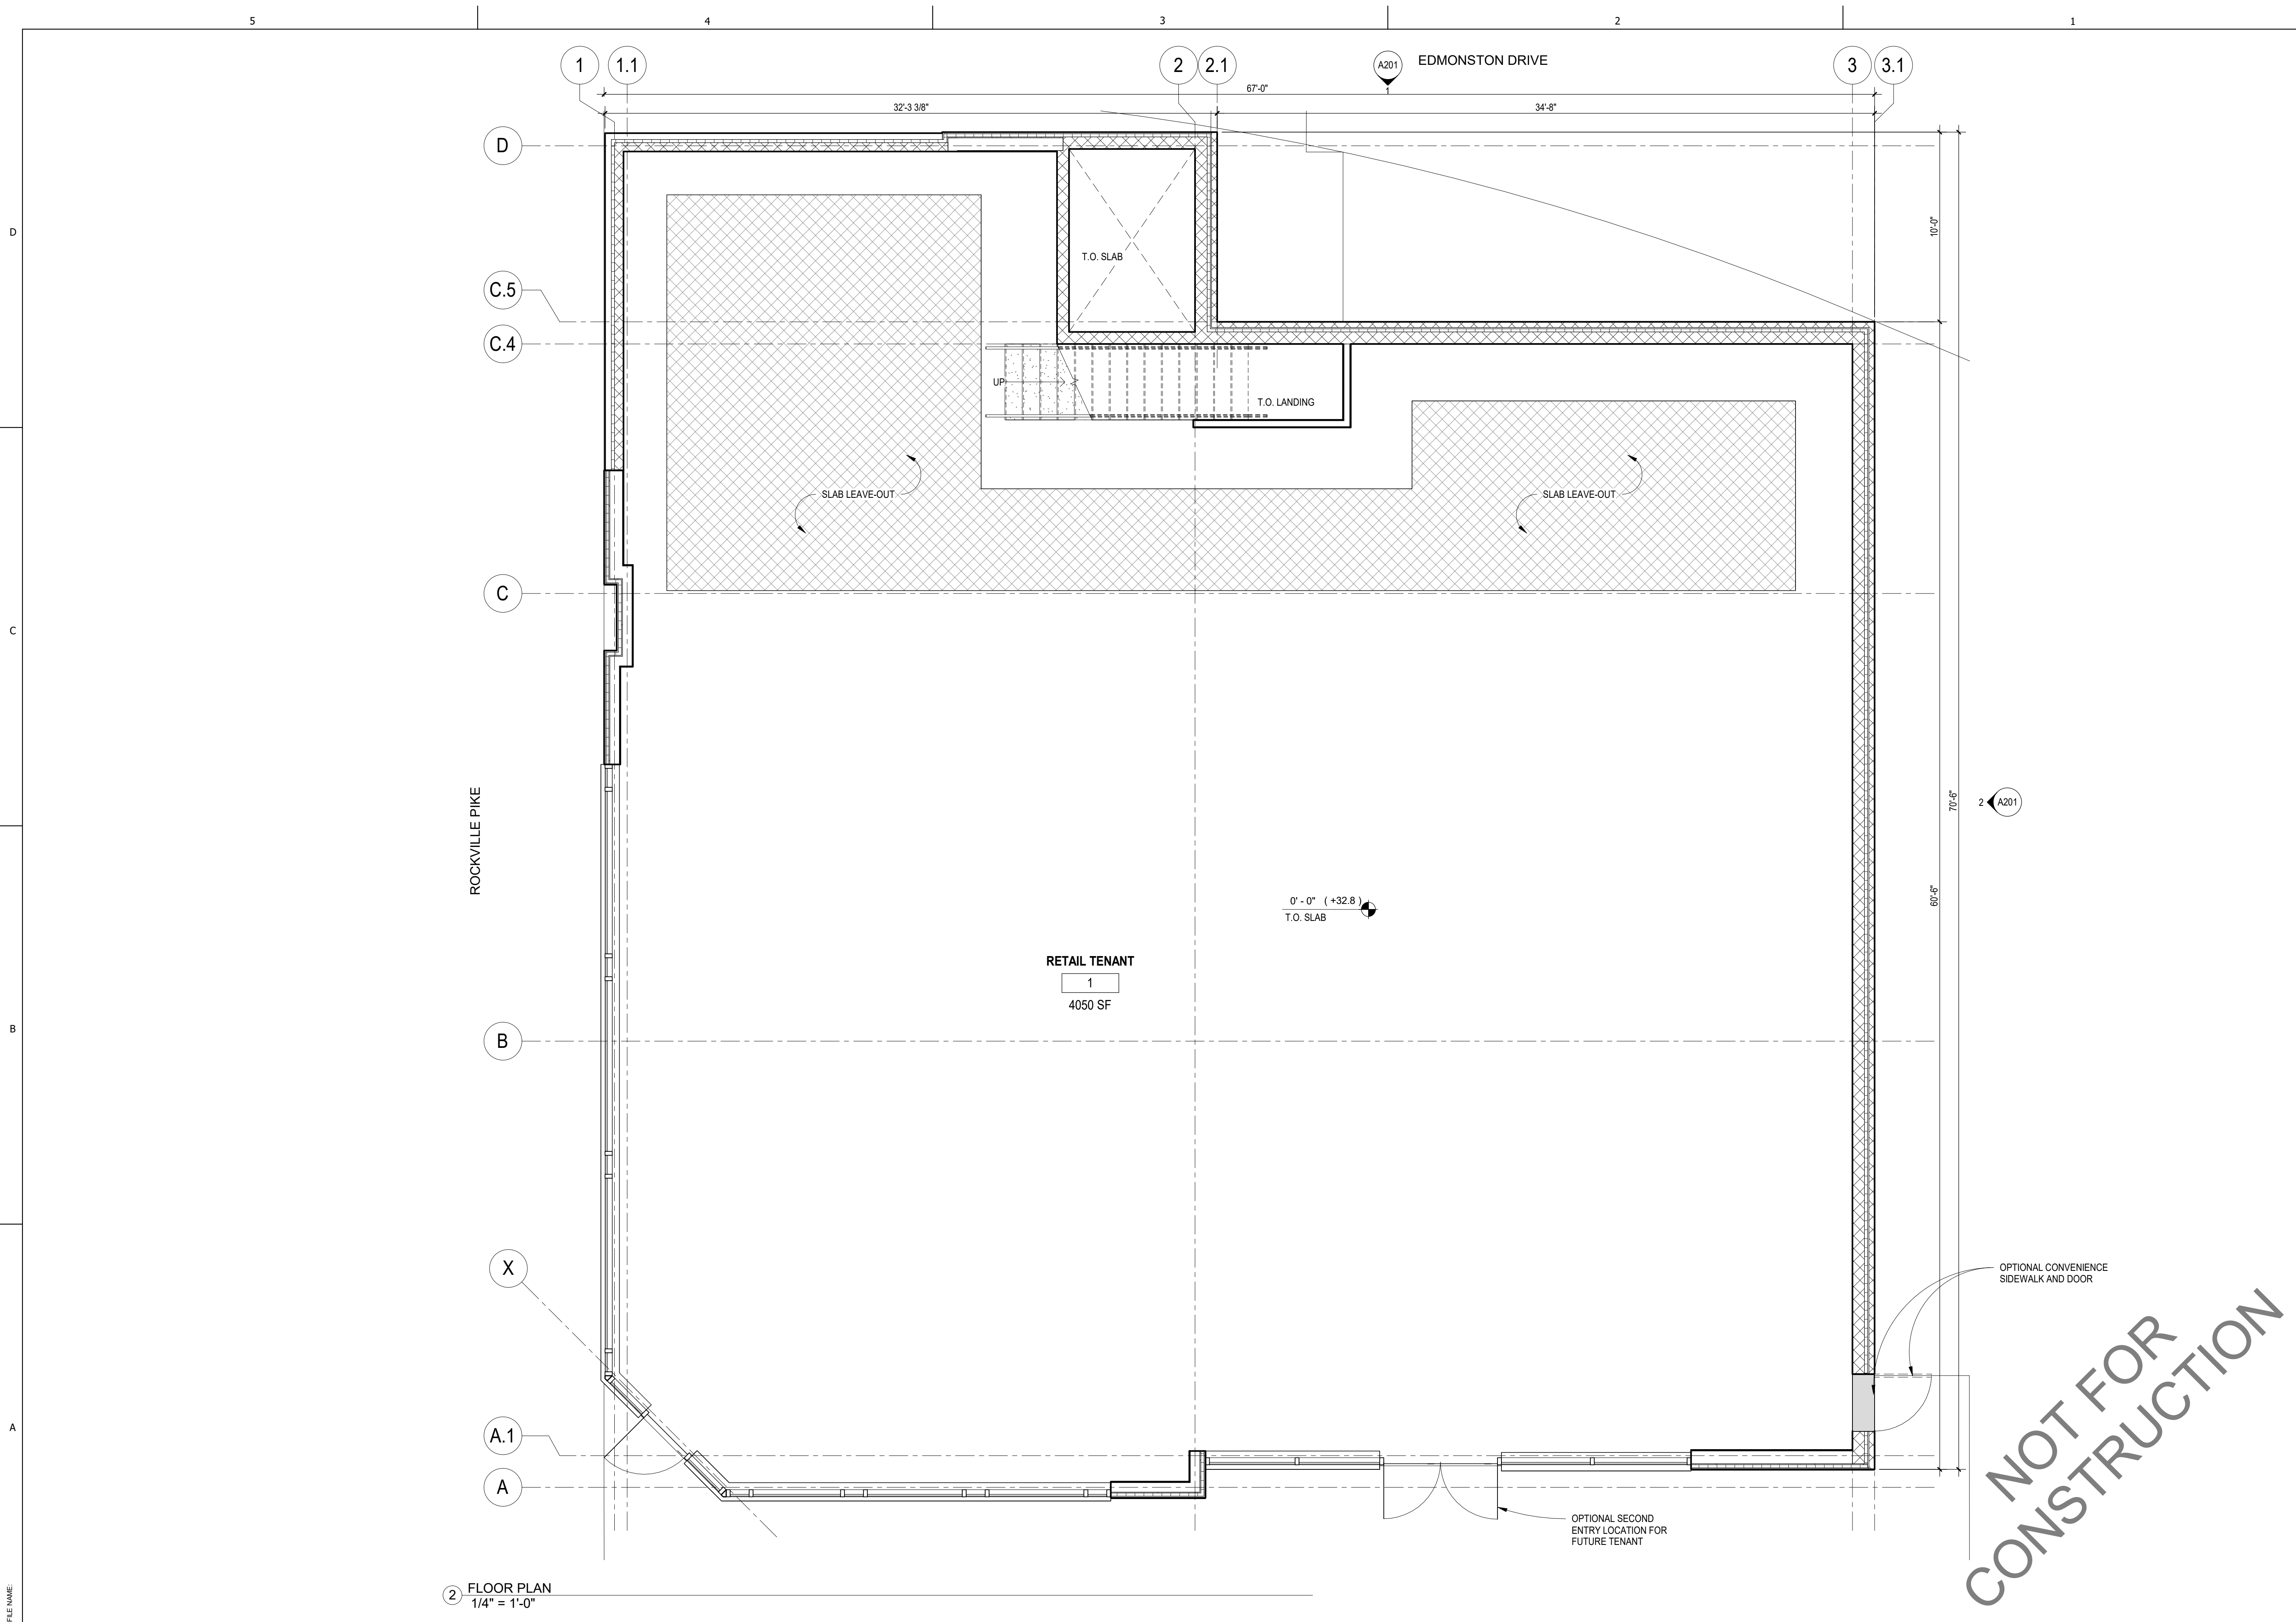 5 4 3 2 1
1 1.1 2 2.1 A201 EDMONSTON DRIVE 3 3.1
1
67'-0"
32'-3 3/8" 34'-8"
D
D
10'-0"
T.O. SLAB
C.5
C.4
UP
T.O. LANDING
SLAB LEAVE-OUT SLAB LEAVE-OUT
C
C
ROCKVILLE PIKE
70'-6"
2 A201
60'-6"
0' - 0" ( +32.8 )
T.O. SLAB
RETAIL TENANT
1
4050 SF
B
B
X
OPTIONAL CONVENIENCE
SIDEWALK AND DOOR
A
A.1
A
OPTIONAL SECOND
ENTRY LOCATION FOR
FUTURE TENANT
NOT FOR
CONSTRUCTION
2 FLOOR PLAN
1/4" = 1'-0"
FILE NAME: